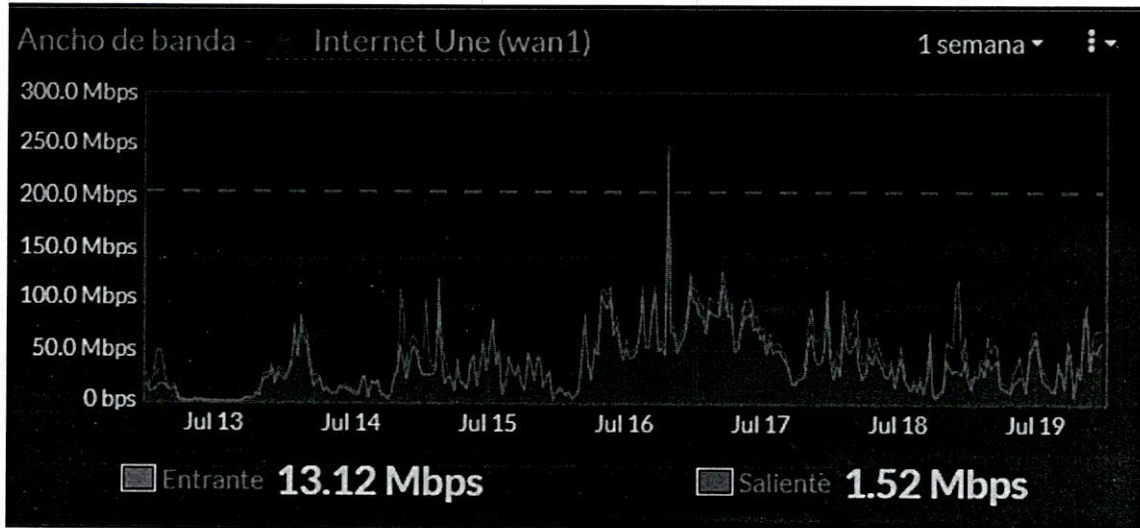 Ancho de banda - Internet Une (wan1)
1 semana
300.0 Mbps
250.0 Mbps
200.0 Mbps
150.0 Mbps
100.0 Mbps
50.0 Mbps
0 bps
Jul 13 Jul 14 Jul 15 Jul 16 Jul 17 Jul 18 Jul 19
Entrante 13.12 Mbps
Saliente 1.52 Mbps